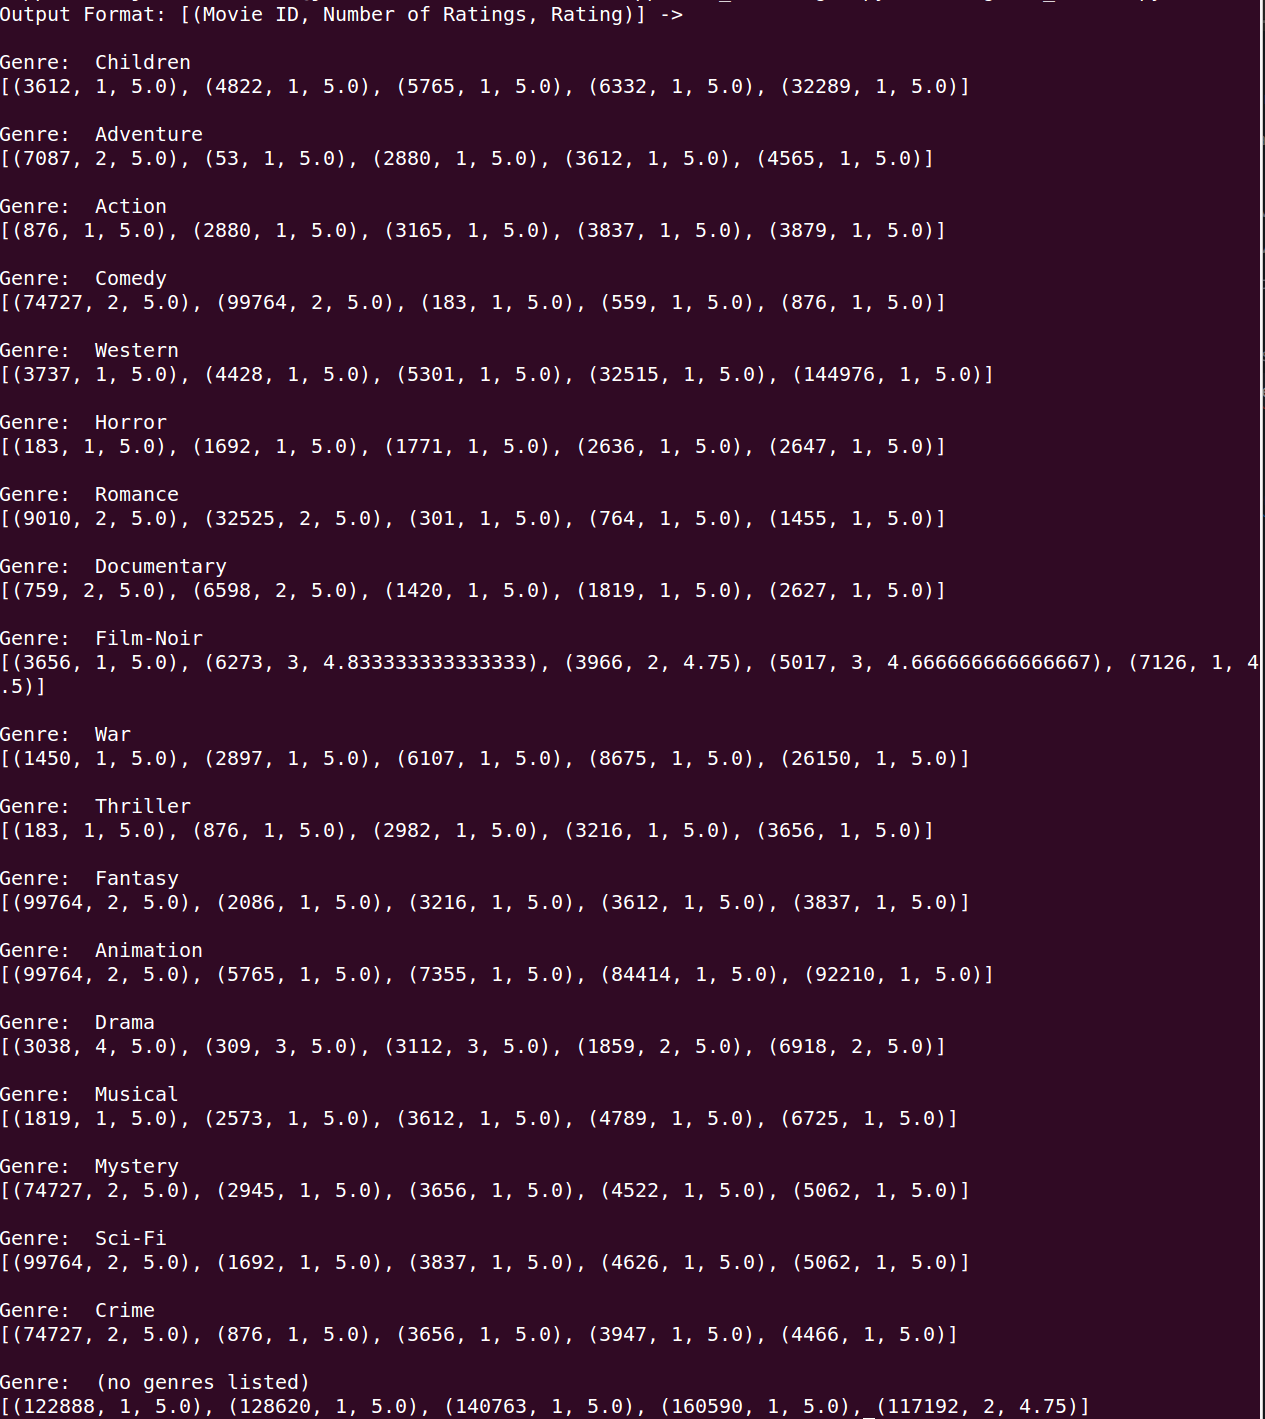 Output Format: [(Movie ID, Number of Ratings, Rating)] ->
Genre:  Children
[(3612, 1, 5.0), (4822, 1, 5.0), (5765, 1, 5.0), (6332, 1, 5.0), (32289, 1, 5.0)]
Genre:  Adventure
[(7087, 2, 5.0), (53, 1, 5.0), (2880, 1, 5.0), (3612, 1, 5.0), (4565, 1, 5.0)]
Genre:  Action
[(876, 1, 5.0), (2880, 1, 5.0), (3165, 1, 5.0), (3837, 1, 5.0), (3879, 1, 5.0)]
Genre:  Comedy
[(74727, 2, 5.0), (99764, 2, 5.0), (183, 1, 5.0), (559, 1, 5.0), (876, 1, 5.0)]
Genre:  Western
[(3737, 1, 5.0), (4428, 1, 5.0), (5301, 1, 5.0), (32515, 1, 5.0), (144976, 1, 5.0)]
Genre:  Horror
[(183, 1, 5.0), (1692, 1, 5.0), (1771, 1, 5.0), (2636, 1, 5.0), (2647, 1, 5.0)]
Genre:  Romance
[(9010, 2, 5.0), (32525, 2, 5.0), (301, 1, 5.0), (764, 1, 5.0), (1455, 1, 5.0)]
Genre:  Documentary
[(759, 2, 5.0), (6598, 2, 5.0), (1420, 1, 5.0), (1819, 1, 5.0), (2627, 1, 5.0)]
Genre:  Film-Noir
[(3656, 1, 5.0), (6273, 3, 4.833333333333333), (3966, 2, 4.75), (5017, 3, 4.666666666666667), (7126, 1, 4
.5)]
Genre:  War
[(1450, 1, 5.0), (2897, 1, 5.0), (6107, 1, 5.0), (8675, 1, 5.0), (26150, 1, 5.0)]
Genre:  Thriller
[(183, 1, 5.0), (876, 1, 5.0), (2982, 1, 5.0), (3216, 1, 5.0), (3656, 1, 5.0)]
Genre:  Fantasy
[(99764, 2, 5.0), (2086, 1, 5.0), (3216, 1, 5.0), (3612, 1, 5.0), (3837, 1, 5.0)]
Genre:  Animation
[(99764, 2, 5.0), (5765, 1, 5.0), (7355, 1, 5.0), (84414, 1, 5.0), (92210, 1, 5.0)]
Genre:  Drama
[(3038, 4, 5.0), (309, 3, 5.0), (3112, 3, 5.0), (1859, 2, 5.0), (6918, 2, 5.0)]
Genre:  Musical
[(1819, 1, 5.0), (2573, 1, 5.0), (3612, 1, 5.0), (4789, 1, 5.0), (6725, 1, 5.0)]
Genre:  Mystery
[(74727, 2, 5.0), (2945, 1, 5.0), (3656, 1, 5.0), (4522, 1, 5.0), (5062, 1, 5.0)]
Genre:  Sci-Fi
[(99764, 2, 5.0), (1692, 1, 5.0), (3837, 1, 5.0), (4626, 1, 5.0), (5062, 1, 5.0)]
Genre:  Crime
[(74727, 2, 5.0), (876, 1, 5.0), (3656, 1, 5.0), (3947, 1, 5.0), (4466, 1, 5.0)]
Genre:  (no genres listed)
[(122888, 1, 5.0), (128620, 1, 5.0), (140763, 1, 5.0), (160590, 1, 5.0), (117192, 2, 4.75)]